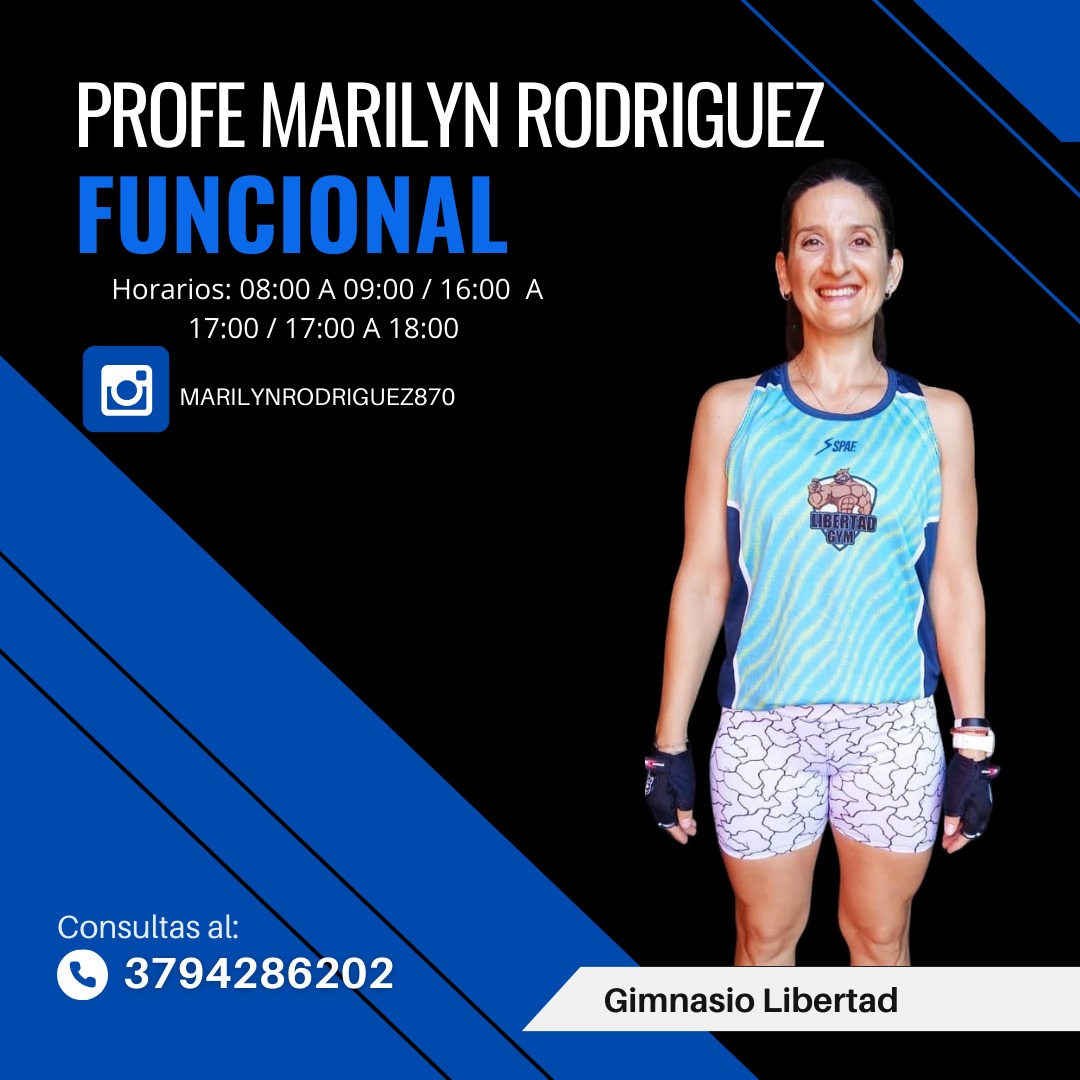 PROFE MARILYN RODRIGUEZ
FUNCIONAL
Horarios: 08:00 A 09:00 / 16:00 A
17:00 / 17:00 A 18:00
MARILYNRODRIGUEZ870
SPAF.
LIBERTAD
GYM
Consultas al:
3794286202
Gimnasio Libertad